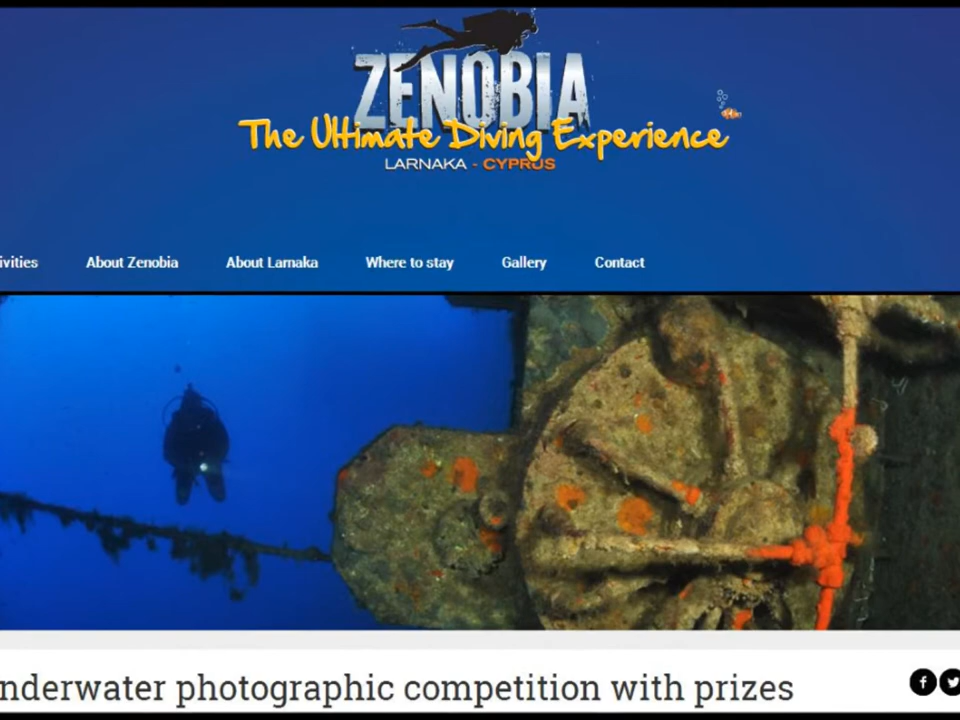 ZENOBIA
The Ultimate Diving Experience
LARNAKA - CYPRUS
ivities About Zenobia About Larnaka Where to stay Gallery Contact
nderwater photographic competition with prizes